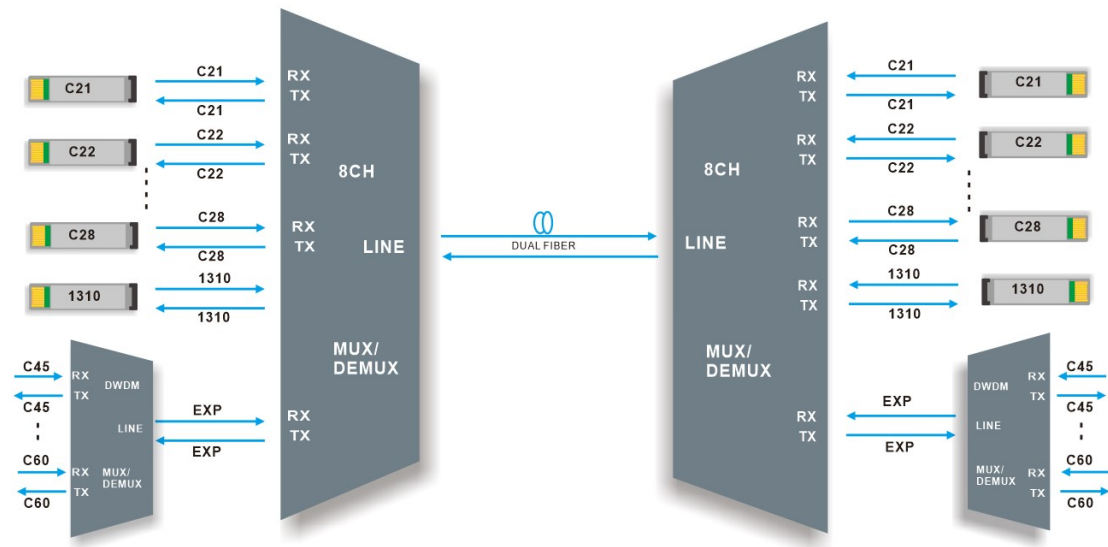 C21
C21
C21
RX
TX
C22
C22
C22
RX
TX
8CH
C28
C28
C28
RX
TX
LINE
1310
1310
1310
MUX/
DEMUX
C45
RX
TX
C45
DWDM
LINE
C60
RX
TX
C60
MUX/
DEMUX
EXP
EXP
RX
TX
DUAL FIBER
RX
TX
C21
C21
C21
RX
TX
C22
C22
C22
8CH
LINE
RX
TX
C28
C28
C28
RX
TX
1310
1310
1310
MUX/
DEMUX
RX
TX
EXP
EXP
DWDM
RX
TX
C45
C45
LINE
MUX/
DEMUX
RX
TX
C60
C60